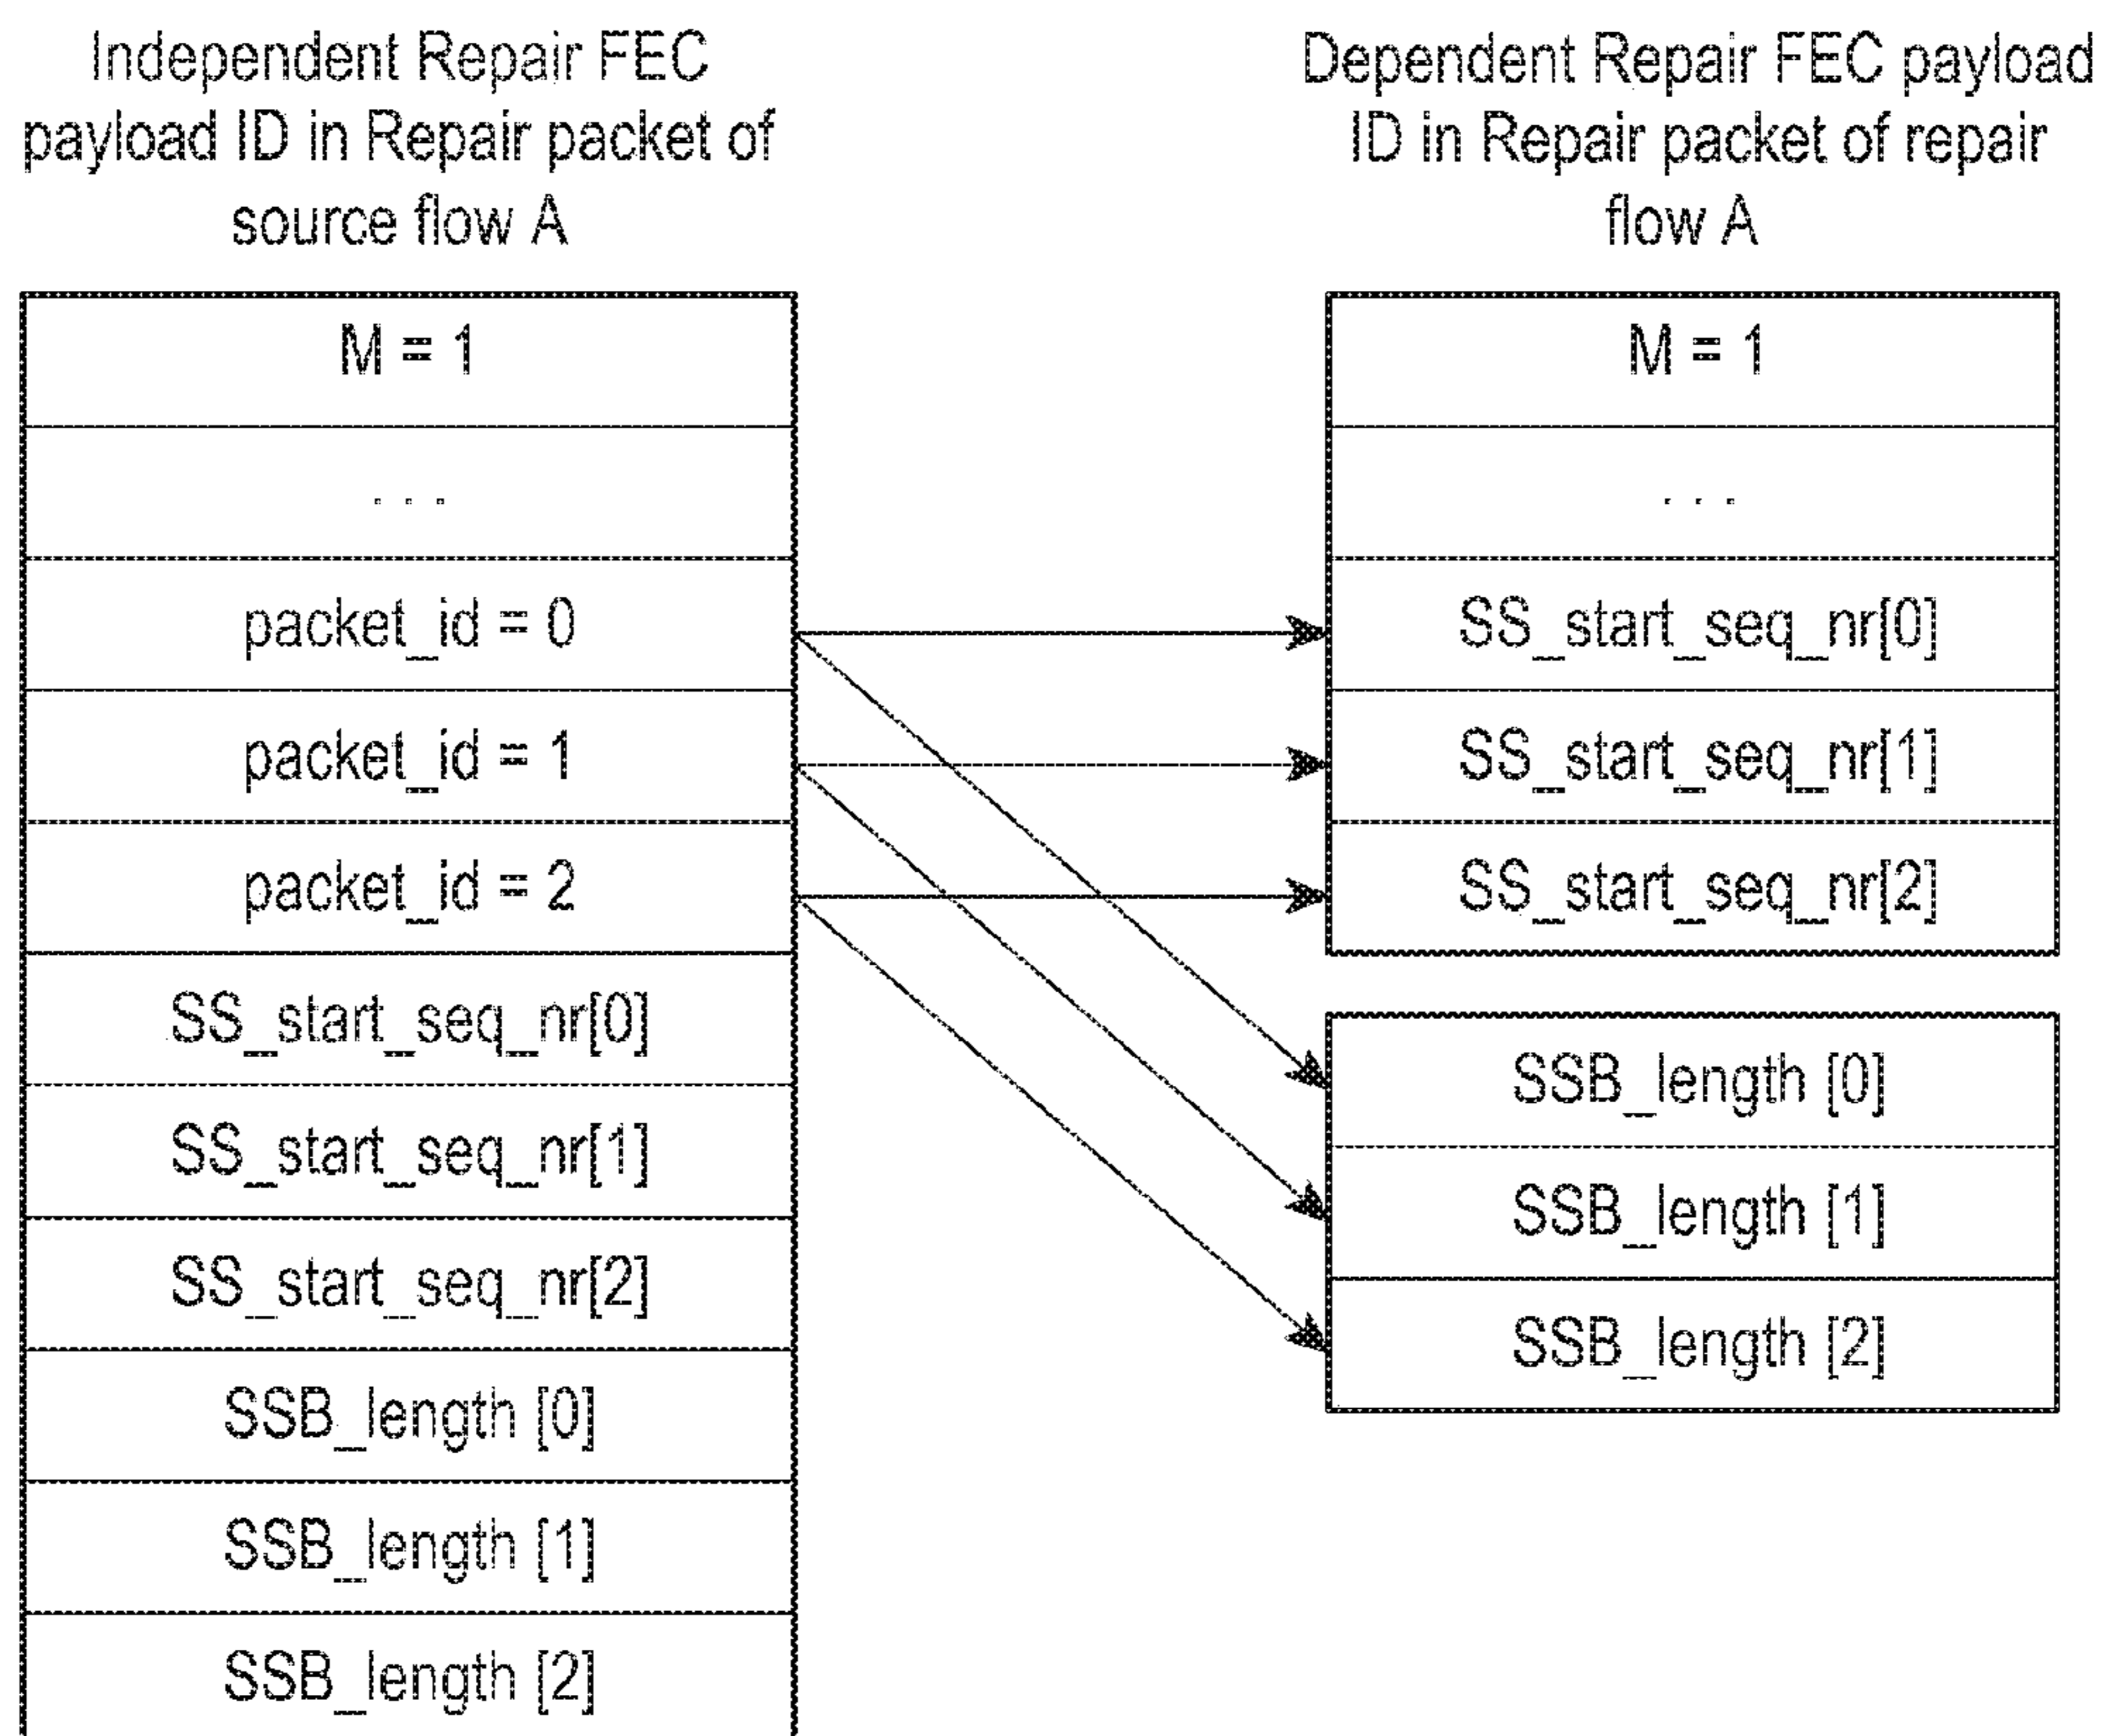 Independent Repair FEC
payload ID in Repair packet of
source flow A
M = 1
. . .
packet_id = 0
packet_id = 1
packet_id = 2
SS_start_seq_nr[0]
SS_start_seq_nr[1]
SS_start_seq_nr[2]
SSB_length [0]
SSB_length [1]
SSB_length [2]
Dependent Repair FEC payload
ID in Repair packet of repair
flow A
M = 1
. . .
SS_start_seq_nr[0]
SS_start_seq_nr[1]
SS_start_seq_nr[2]
SSB_length [0]
SSB_length [1]
SSB_length [2]